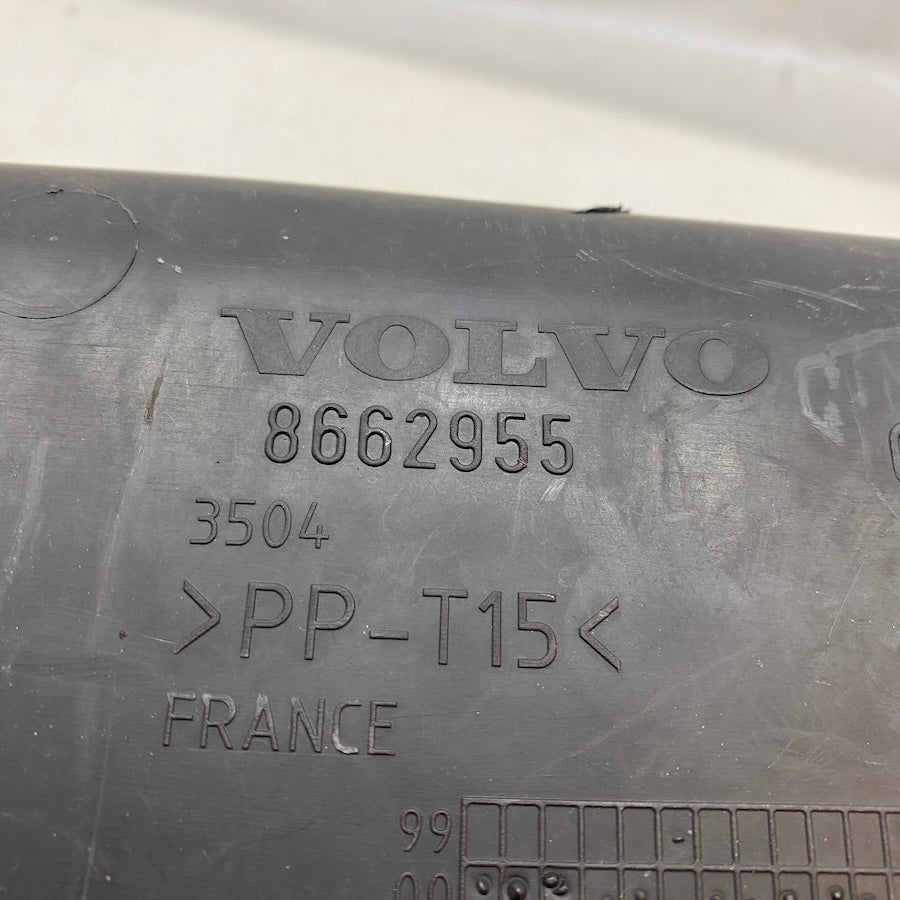 VOLVO
8662955
3504
>PP-T15<
FRANCE
99
00